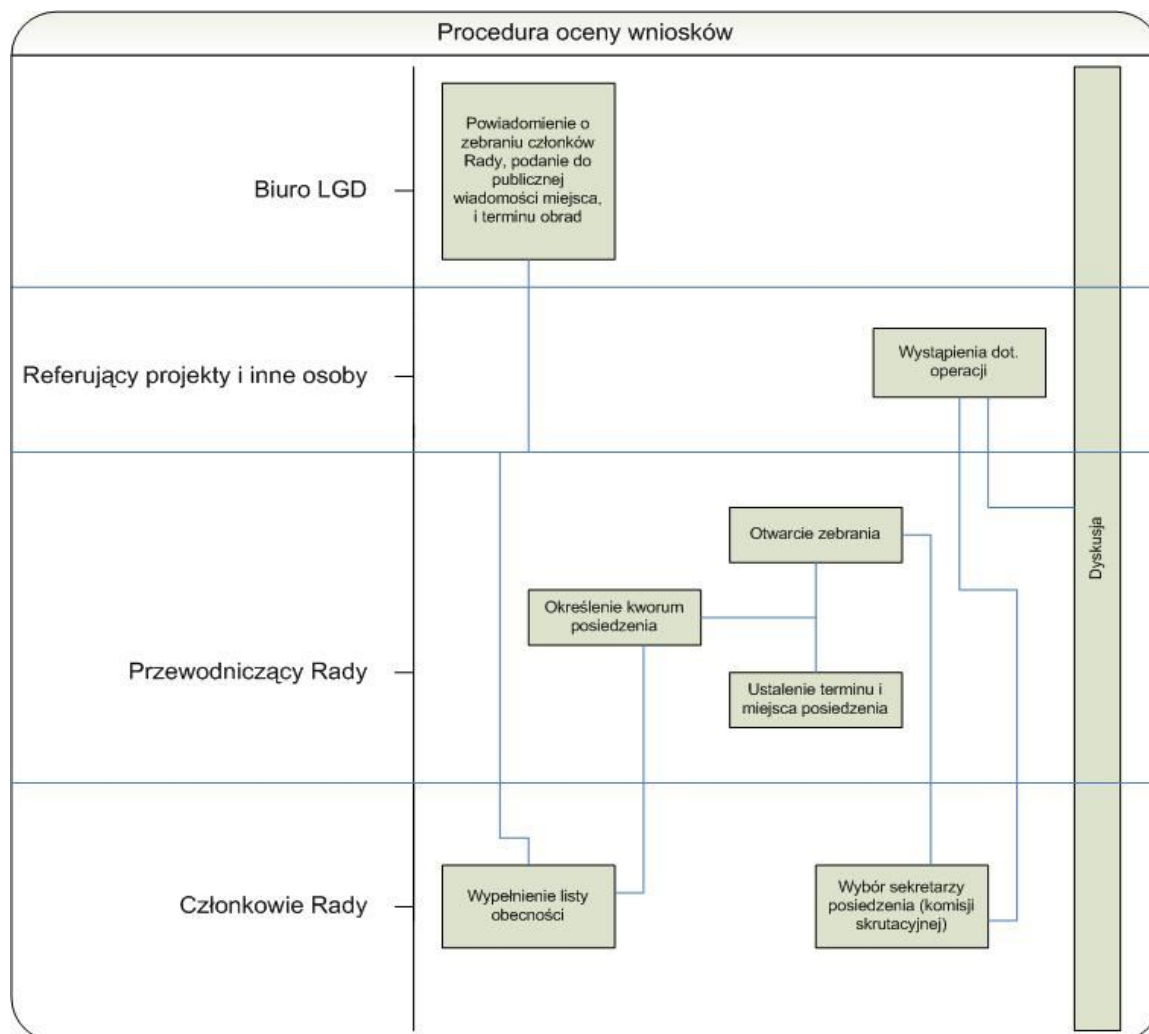 Procedura oceny wniosków
Biuro LGD
Powiadomienie o
zebraniu członków
Rady, podanie do
publicznej
wiadomości miejsca,
i terminu obrad
Referujący projekty i inne osoby
Wystąpienia dot.
operacji
Dyskusja
Przewodniczący Rady
Otwarcie zebrania
Określenie kworum
posiedzenia
Ustalenie terminu i
miejsca posiedzenia
Członkowie Rady
Wypełnienie listy
obecności
Wybór sekretarzy
posiedzenia (komisji
skrutacyjnej)